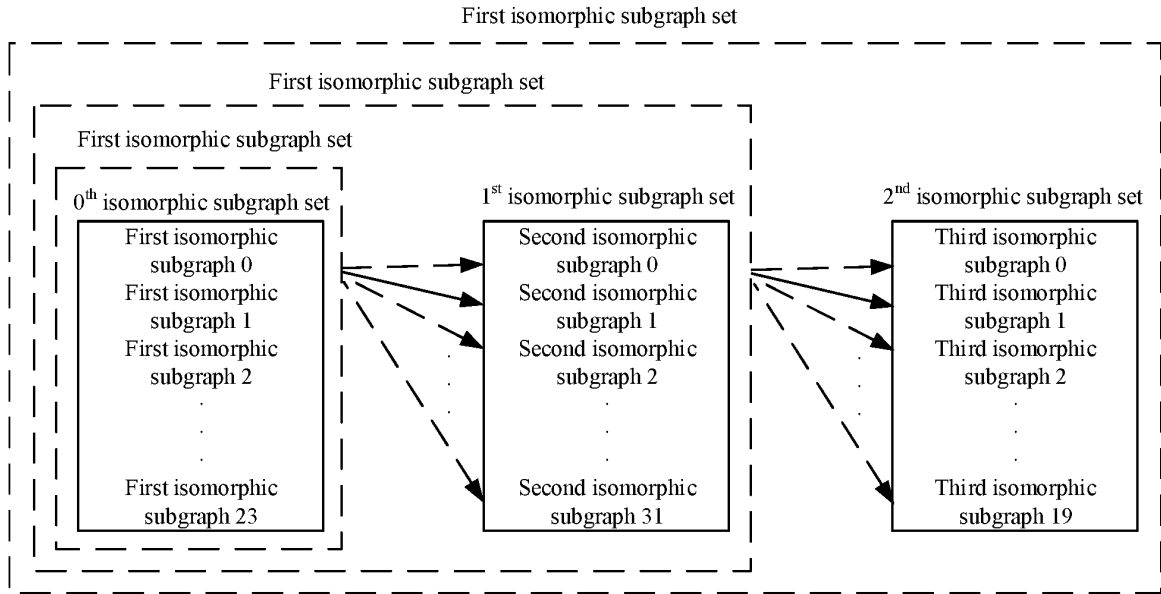 First isomorphic subgraph set
First isomorphic subgraph set
First isomorphic subgraph set
0th isomorphic subgraph set
First isomorphic
subgraph 0
First isomorphic
subgraph 1
First isomorphic
subgraph 2
.
.
.
First isomorphic
subgraph 23
1st isomorphic subgraph set
Second isomorphic
subgraph 0
Second isomorphic
subgraph 1
Second isomorphic
subgraph 2
.
.
.
Second isomorphic
subgraph 31
2nd isomorphic subgraph set
Third isomorphic
subgraph 0
Third isomorphic
subgraph 1
Third isomorphic
subgraph 2
.
.
.
Third isomorphic
subgraph 19